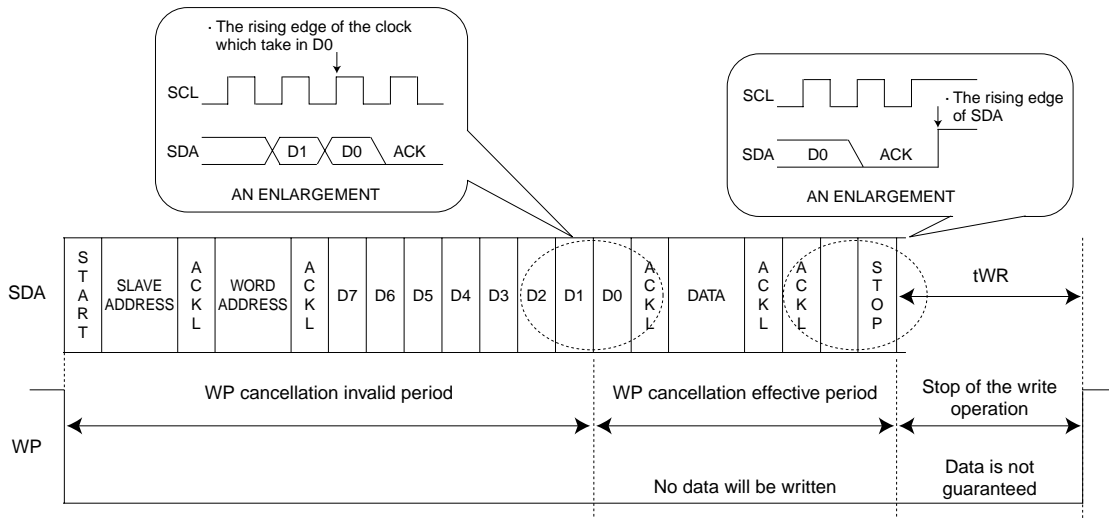 · The rising edge of the clock
which take in D0
SCL
SDA
D1
D0
ACK
AN ENLARGEMENT
SCL
· The rising edge
of SDA
SDA
D0
ACK
AN ENLARGEMENT
SDA
START
SLAVE
ADDRESS
ACKL
WORD
ADDRESS
ACKL
D7
D6
D5
D4
D3
D2
D1
D0
ACKL
DATA
ACKL
ACKL
STOP
tWR
WP cancellation invalid period
WP cancellation effective period
Stop of the write
operation
WP
No data will be written
Data is not
guaranteed